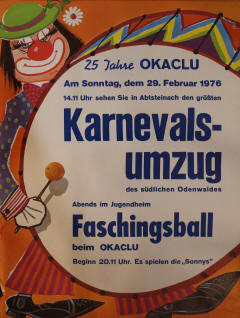 25 Jahre OKACLU
Am Sonntag, dem 29. Februar 1976
14.11 Uhr sehen Sie in Abtsteinach den größten
Karnevals-
umzug
des südlichen Odenwaldes
Abends im Jugendheim
Faschingsball
beim OKACLU
Beginn 20.11 Uhr. Es spielen die „Sonnys"